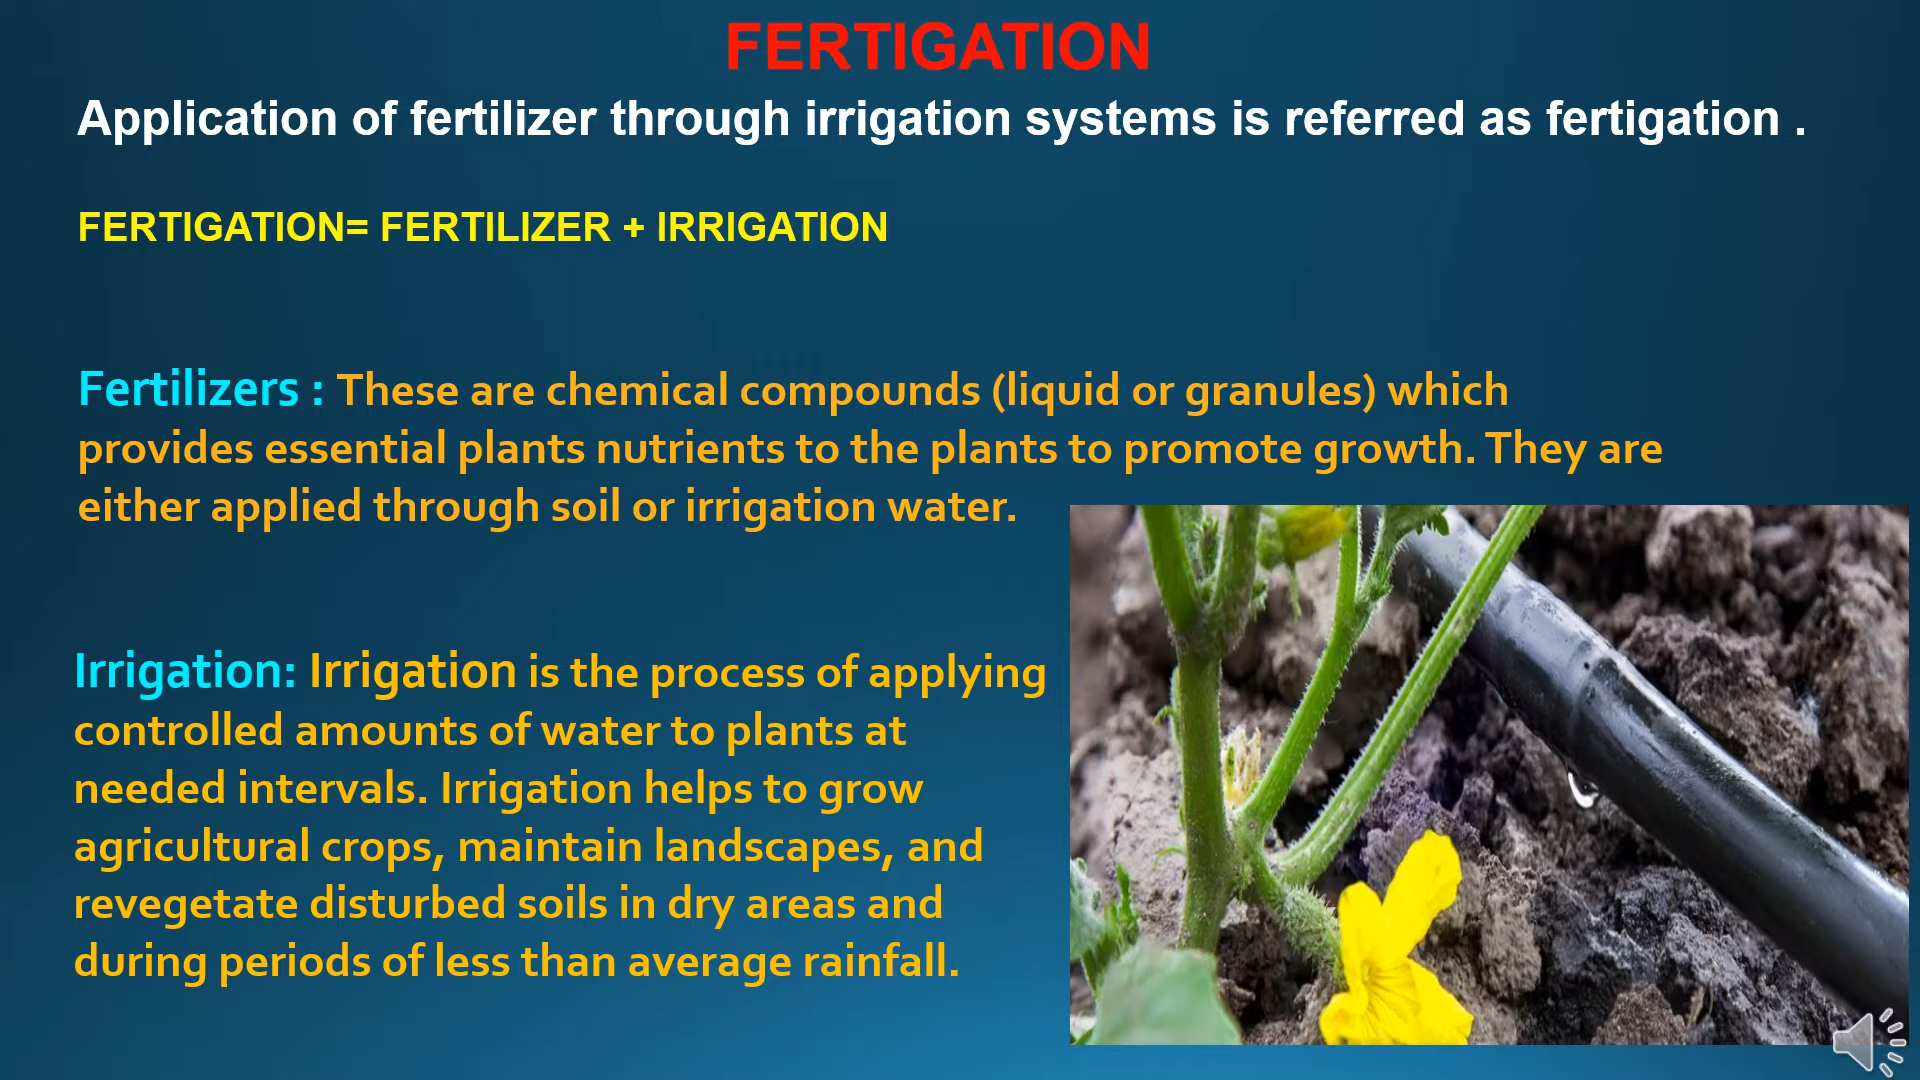 FERTIGATION
Application of fertilizer through irrigation systems is referred as fertigation .
FERTIGATION= FERTILIZER + IRRIGATION
Fertilizers : These are chemical compounds (liquid or granules) which
provides essential plants nutrients to the plants to promote growth. They are
either applied through soil or irrigation water.
Irrigation: Irrigation is the process of applying
controlled amounts of water to plants at
needed intervals. Irrigation helps to grow
agricultural crops, maintain landscapes, and
revegetate disturbed soils in dry areas and
during periods of less than average rainfall.